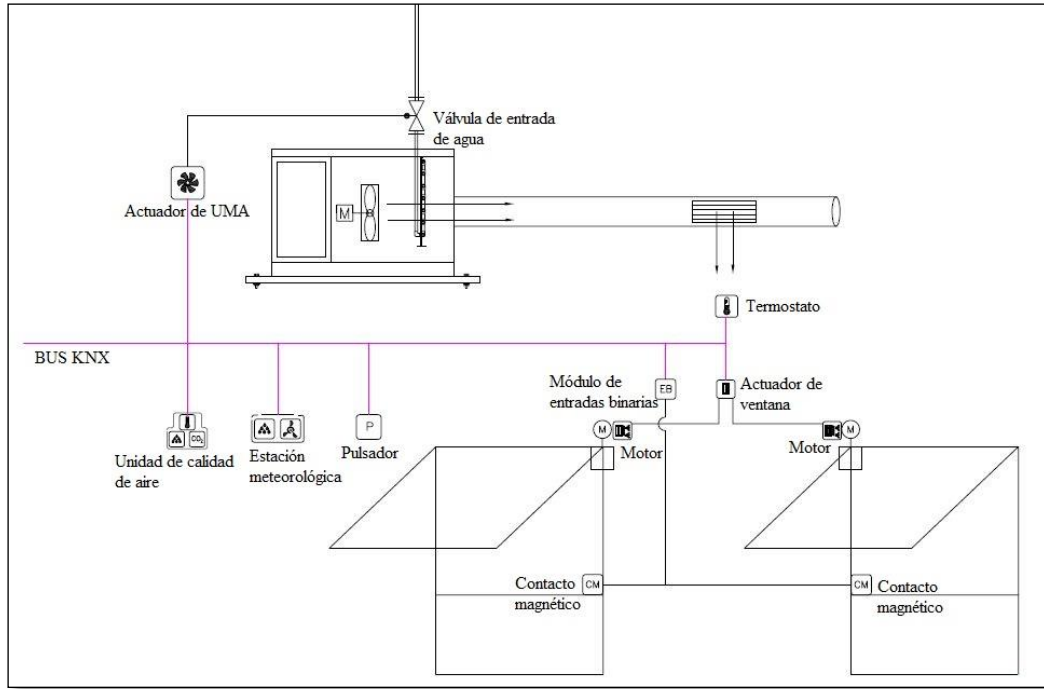 Válvula de entrada
de agua
Actuador de UMA
M
Termostato
BUS KNX
Módulo de
entradas binarias
EB
Actuador de
ventana
CO₂
P
Unidad de calidad
de aire
Estación
meteorológica
Pulsador
M
Motor
Motor
M
Contacto
magnético
CM
CM
Contacto
magnético